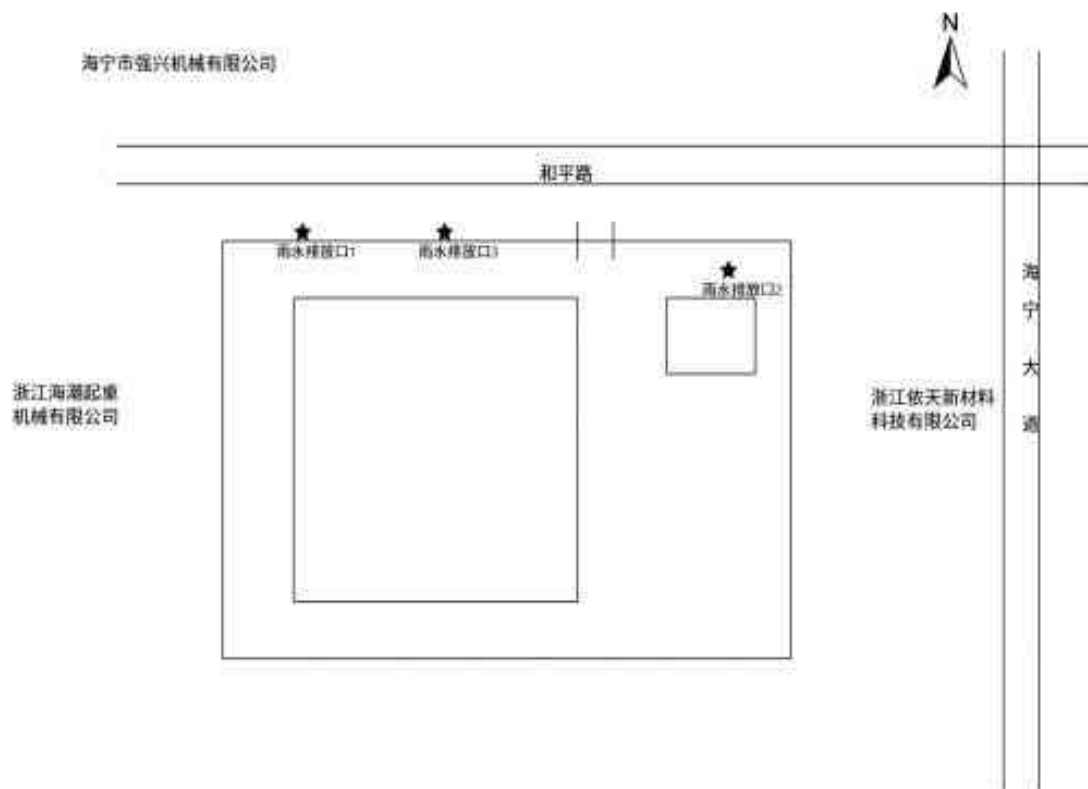 N
海宁市强兴机械有限公司
和平路
雨水排放口1
雨水排放口3
雨水排放口2
海宁大道
浙江海潮起重
机械有限公司
浙江依天新材料
科技有限公司